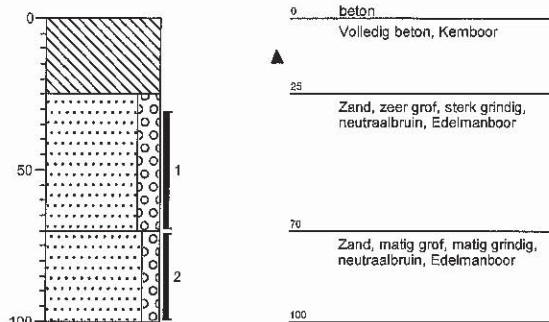 0
50
100
1
2
0 beton
Volledig beton, Kernboor
25
Zand, zeer grof, sterk grindig,
neutraalbruin, Edelmanboor
70
Zand, matig grof, matig grindig,
neutraalbruin, Edelmanboor
100